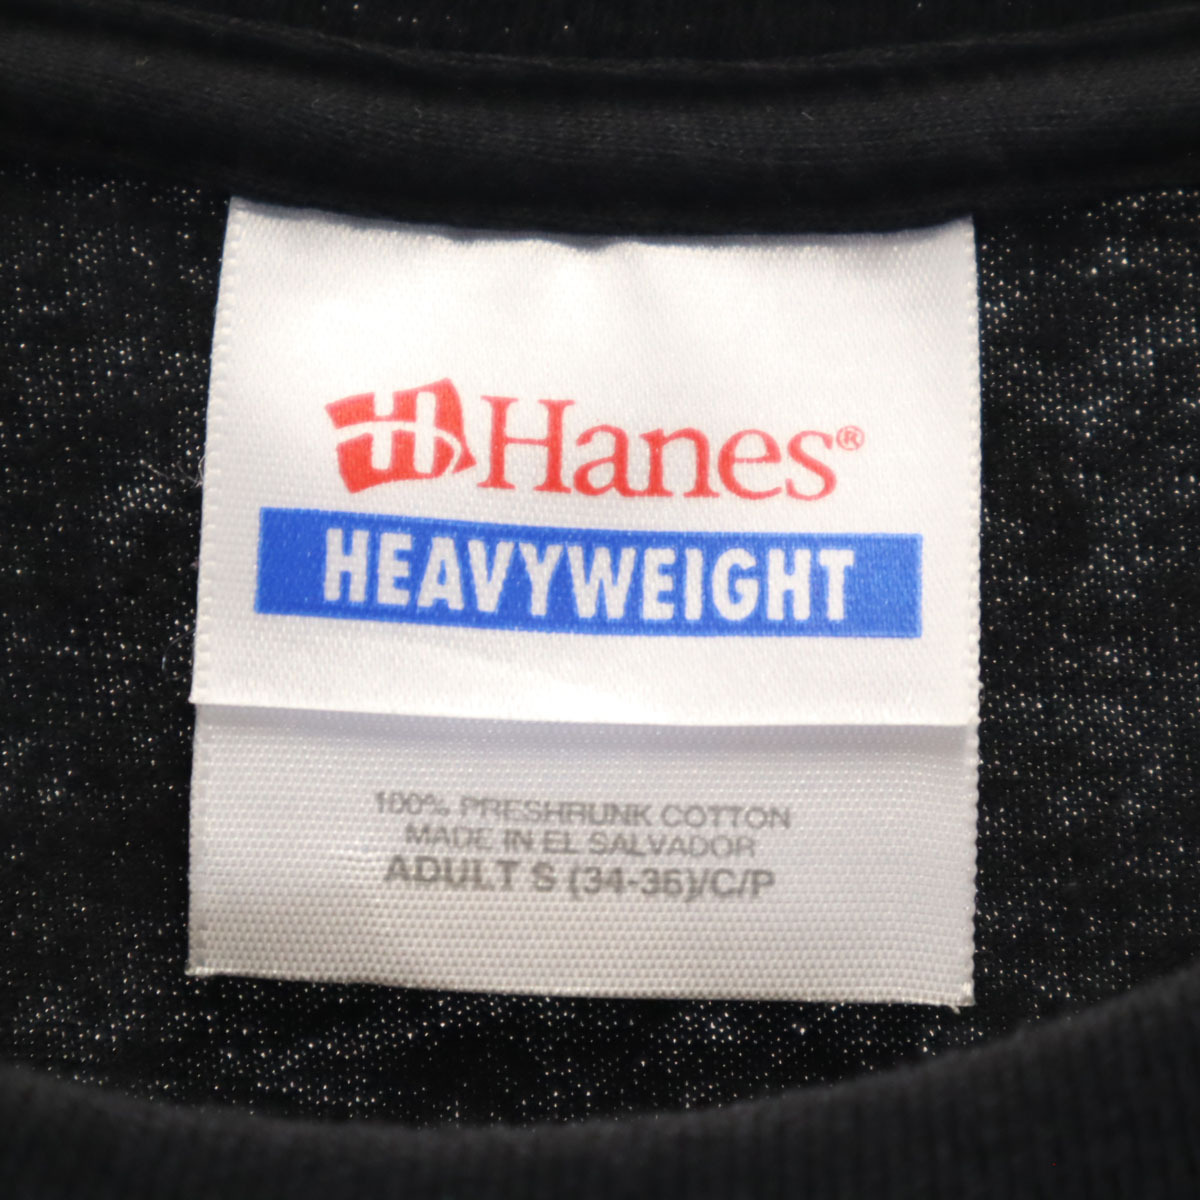 H Hanes®
HEAVYWEIGHT
100% PRESHRUNK COTTON
MADE IN EL SALVADOR
ADULT S (34-36)/C/P